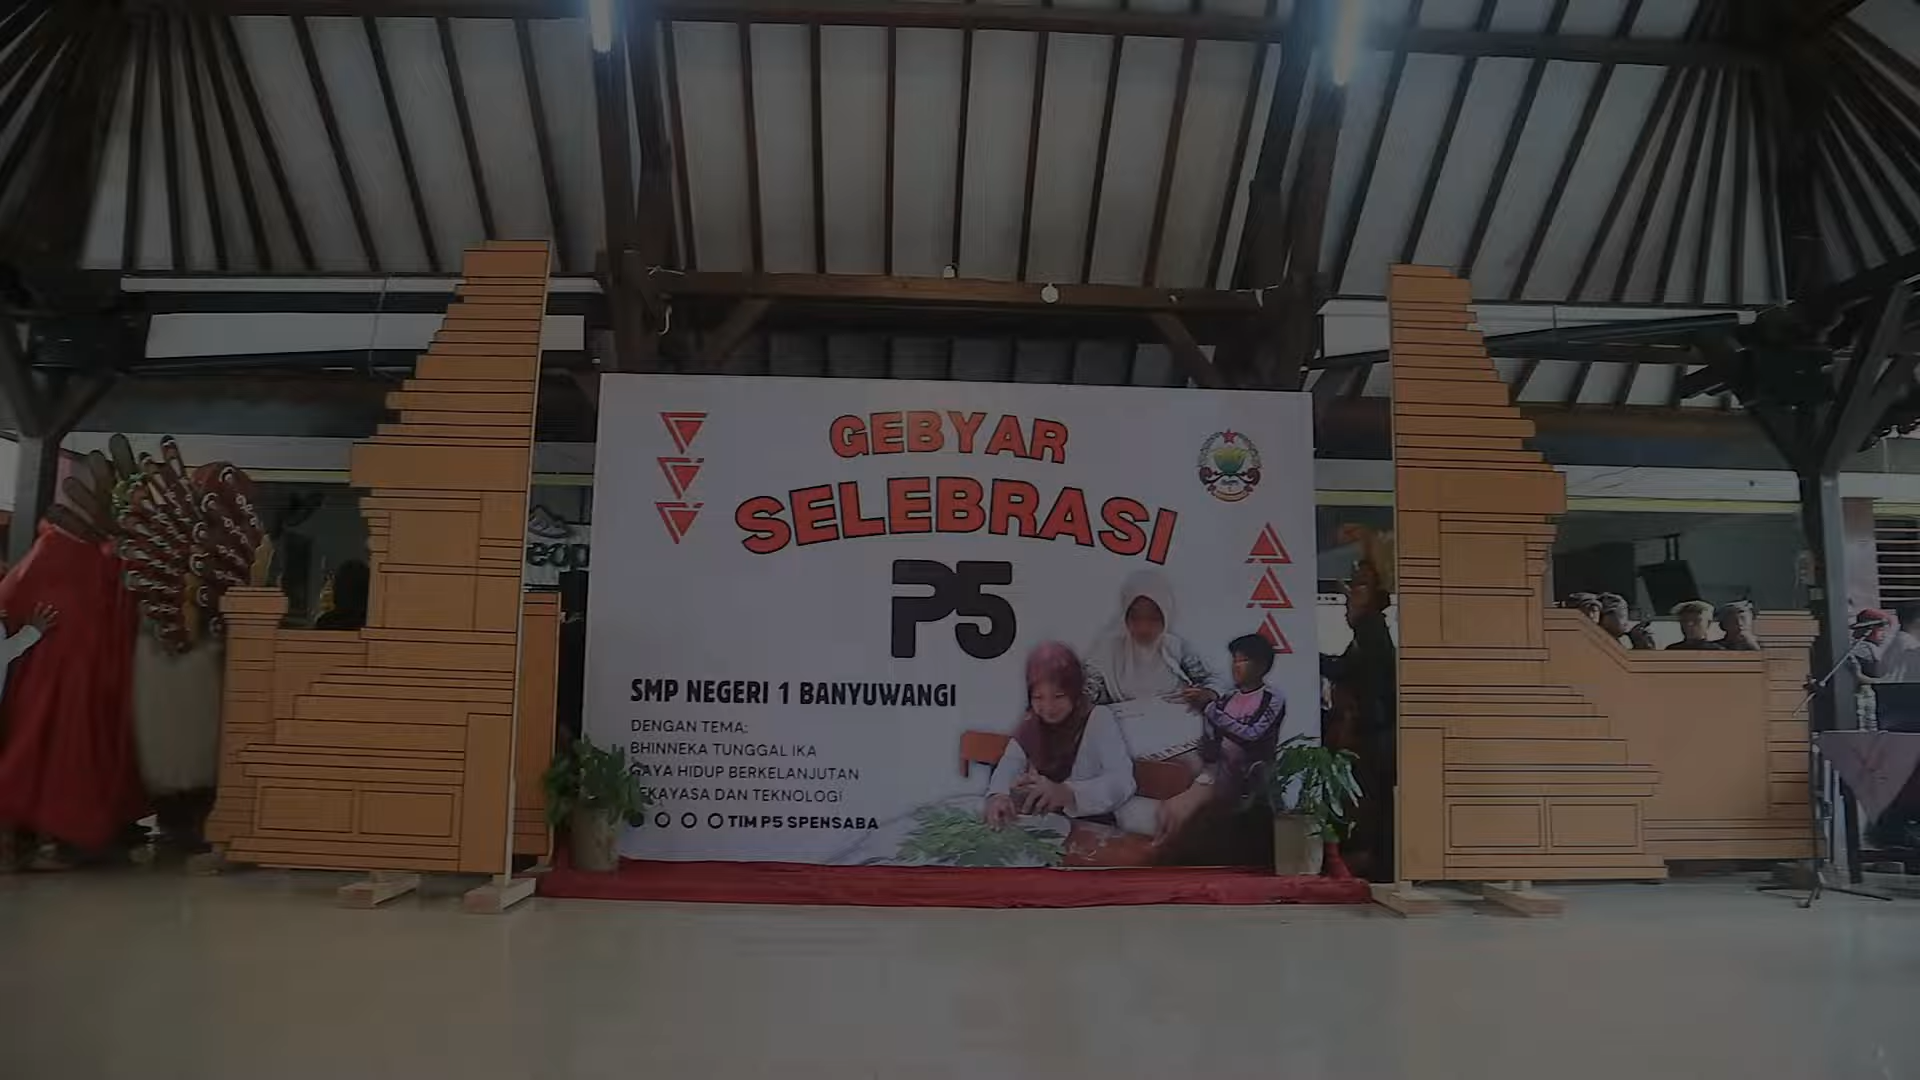 GEBYAR
SELEBRASI
P5
SMP NEGERI 1 BANYUWANGI
DENGAN TEMA:
BHINNEKA TUNGGAL IKA
GAYA HIDUP BERKELANJUTAN
DAN TEKNOLOGI
TIM P5 SPENSABA